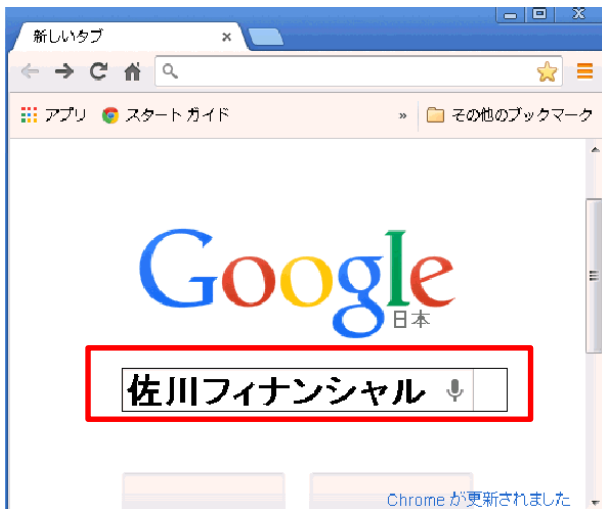 新しいタブ
アプリ スタート ガイド » その他のブックマーク
Google
日本
佐川フィナンシャル
Chrome が更新されました